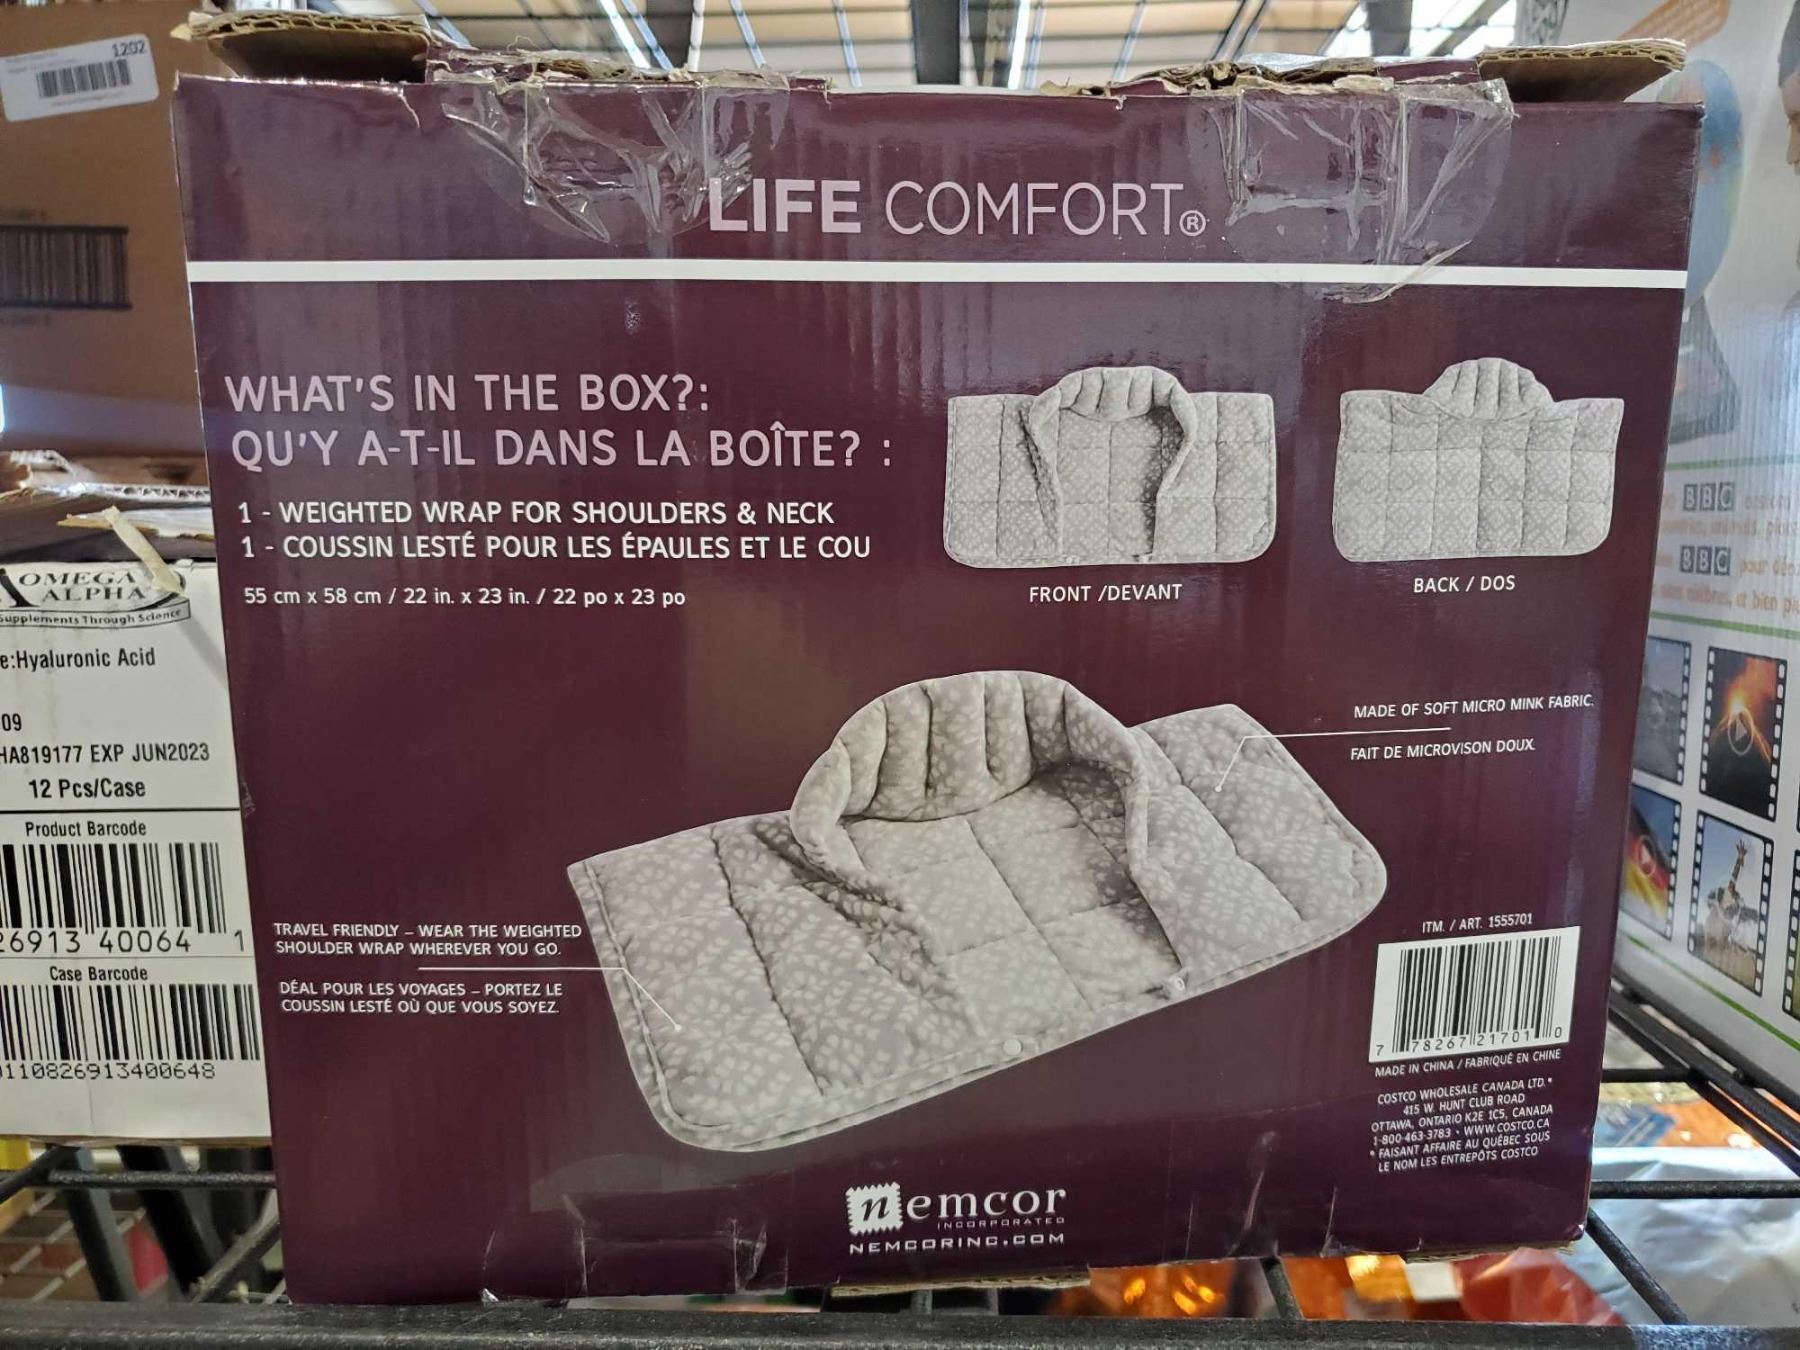 1202
LIFE COMFORT®
WHAT'S IN THE BOX?:
QU'Y A-T-IL DANS LA BOÎTE? :
1 - WEIGHTED WRAP FOR SHOULDERS & NECK
1 - COUSSIN LESTÉ POUR LES ÉPAULES ET LE COU
55 cm x 58 cm / 22 in. x 23 in. / 22 po x 23 po
FRONT /DEVANT
BACK / DOS
MADE OF SOFT MICRO MINK FABRIC.
FAIT DE MICROVISON DOUX.
TRAVEL FRIENDLY – WEAR THE WEIGHTED
SHOULDER WRAP WHEREVER YOU GO.
DÉAL POUR LES VOYAGES – PORTEZ LE
COUSSIN LESTÉ OÙ QUE VOUS SOYEZ.
ITM. / ART. 1555701
7 78267 21701 0
MADE IN CHINA / FABRIQUÉ EN CHINE
COSTCO WHOLESALE CANADA LTD.*
415 W. HUNT CLUB ROAD
OTTAWA, ONTARIO K2E 1C5, CANADA
1-800-463-3783 • WWW.COSTCO.CA
* FAISANT AFFAIRE AU QUÉBEC SOUS
LE NOM LES ENTREPÔTS COSTCO
nemcor
INCORPORATED
NEMCORINC.COM
OMEGA
ALPHA
Supplements Through Science
e:Hyaluronic Acid
09
HA819177 EXP JUN2023
12 Pcs/Case
Product Barcode
26913 40064 1
Case Barcode
110826913400648
BBC
BBC pour
et bien